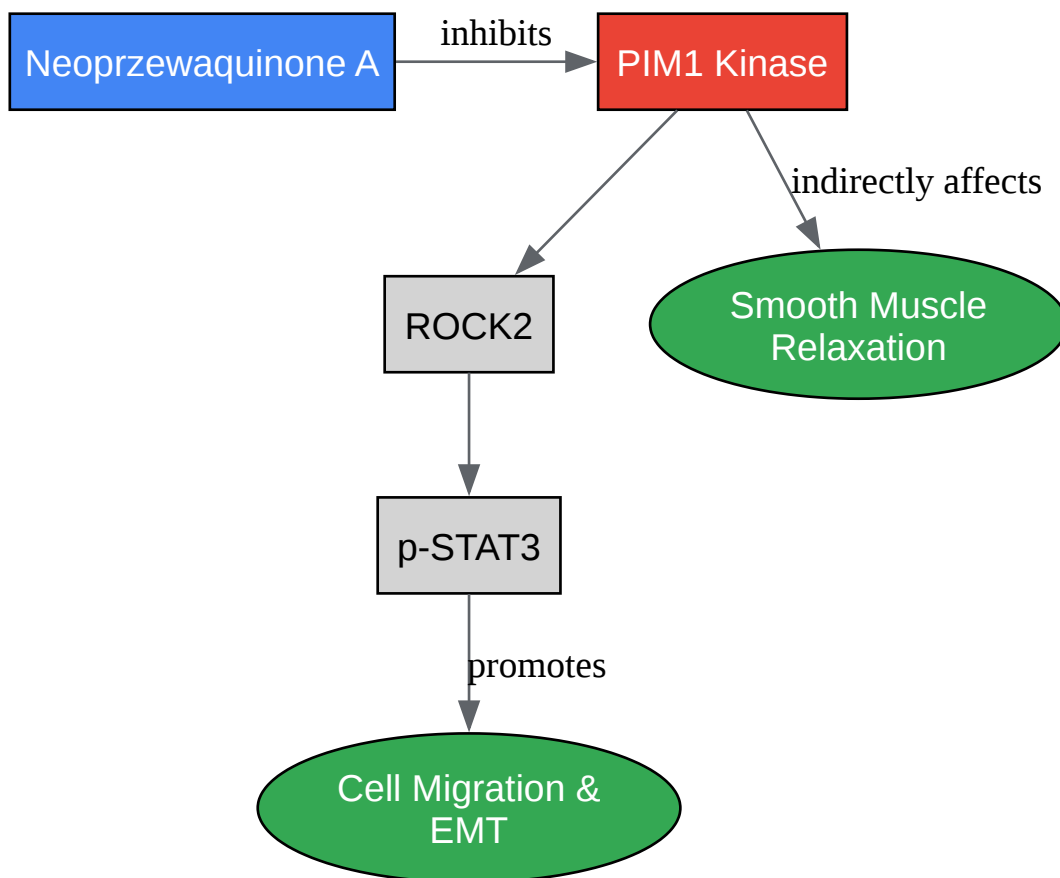 Neoprzewaquinone A
inhibits
PIM1 Kinase
indirectly affects
ROCK2
Smooth Muscle
Relaxation
p-STAT3
promotes
Cell Migration &
EMT